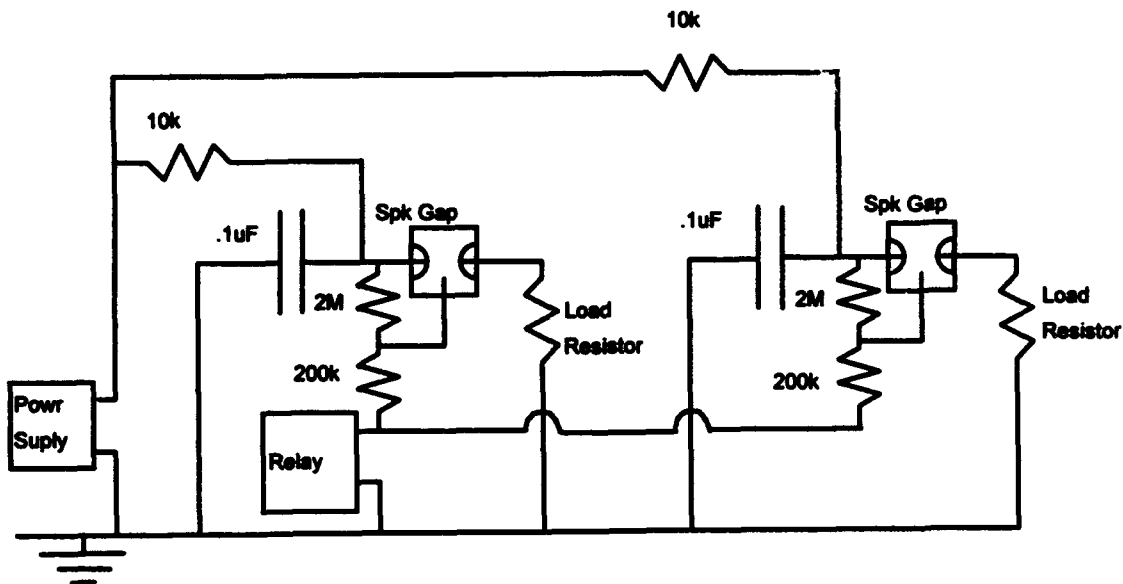 10k
10k
Spk Gap
.1uF
2M
Load
Resistor
200k
Spk Gap
.1uF
2M
Load
Resistor
200k
Powr
Suply
Relay